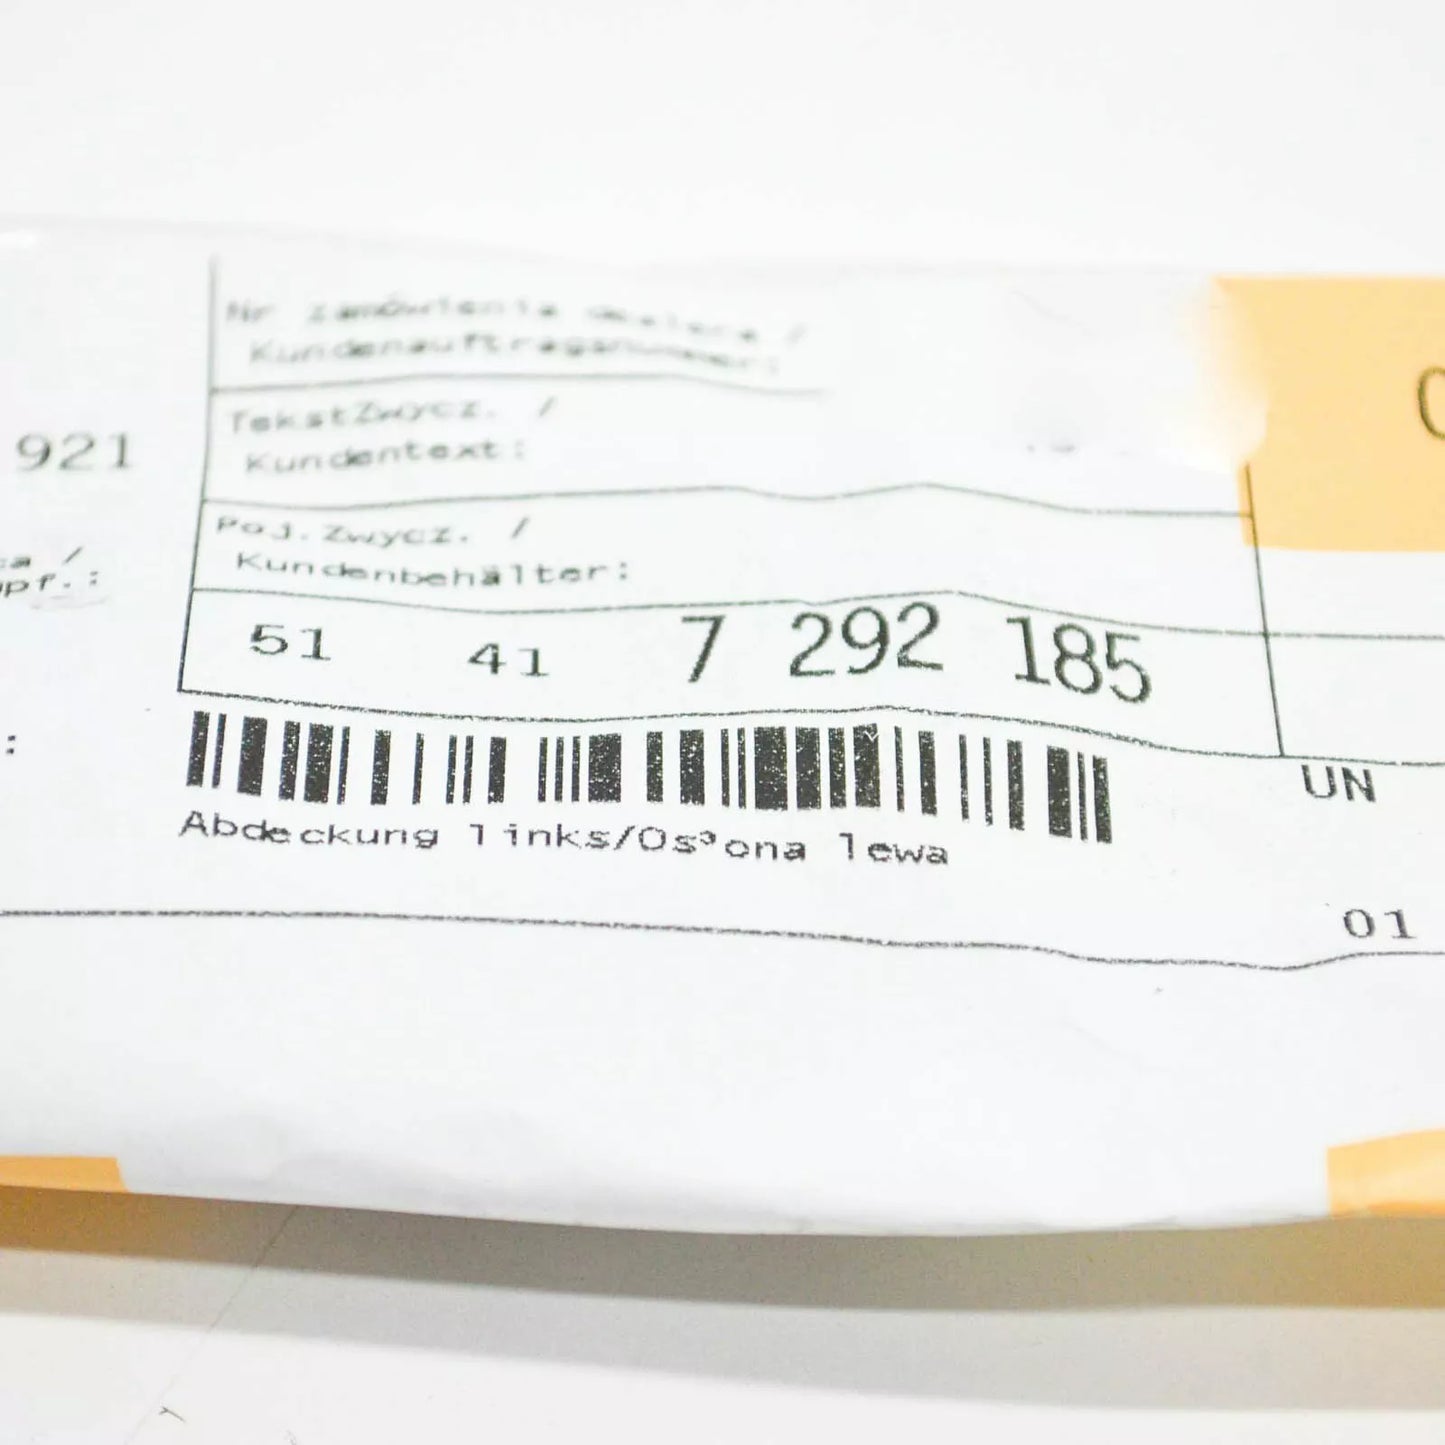 Nr zamówienia dealera /
Kundenauftragsnummer:
TekstZwycz. /
Kundentext:
921
Poj.Zwycz. /
Kundenbehälter:
51 41 7 292 185
:
UN
Abdeckung links/Os³ona lewa
01